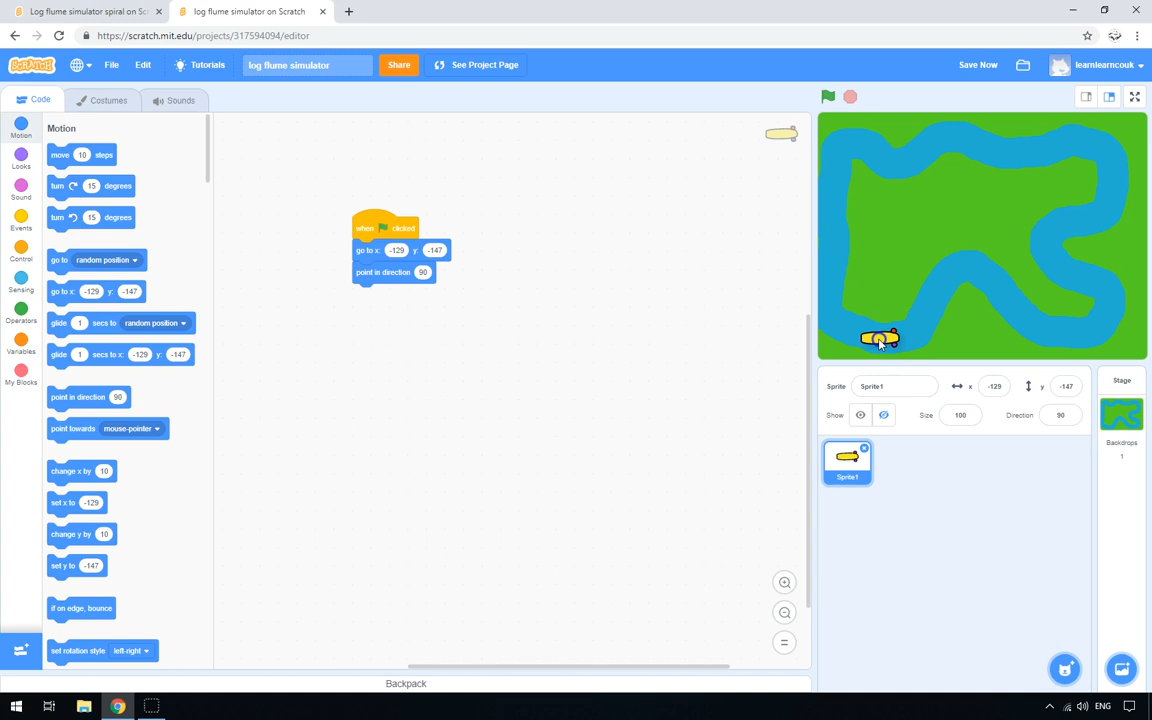 Log flume simulator spiral on Scr
log flume simulator on Scratch
https://scratch.mit.edu/projects/317594094/editor
SCRATCH
File
Edit
Tutorials
log flume simulator
Share
See Project Page
Save Now
learnlearncouk
Code
Costumes
Sounds
Motion
Looks
Sound
Events
Control
Sensing
Operators
Variables
My Blocks
Motion
move 10 steps
turn 15 degrees
turn 15 degrees
go to random position
go to x: -129 y: -147
glide 1 secs to random position
glide 1 secs to x: -129 y: -147
point in direction 90
point towards mouse-pointer
change x by 10
set x to -129
change y by 10
set y to -147
if on edge, bounce
set rotation style left-right
when clicked
go to x: -129 y: -147
point in direction 90
Backpack
Sprite Sprite1 x -129 y -147
Show Size 100 Direction 90
Sprite1
Stage
Backdrops
1
ENG